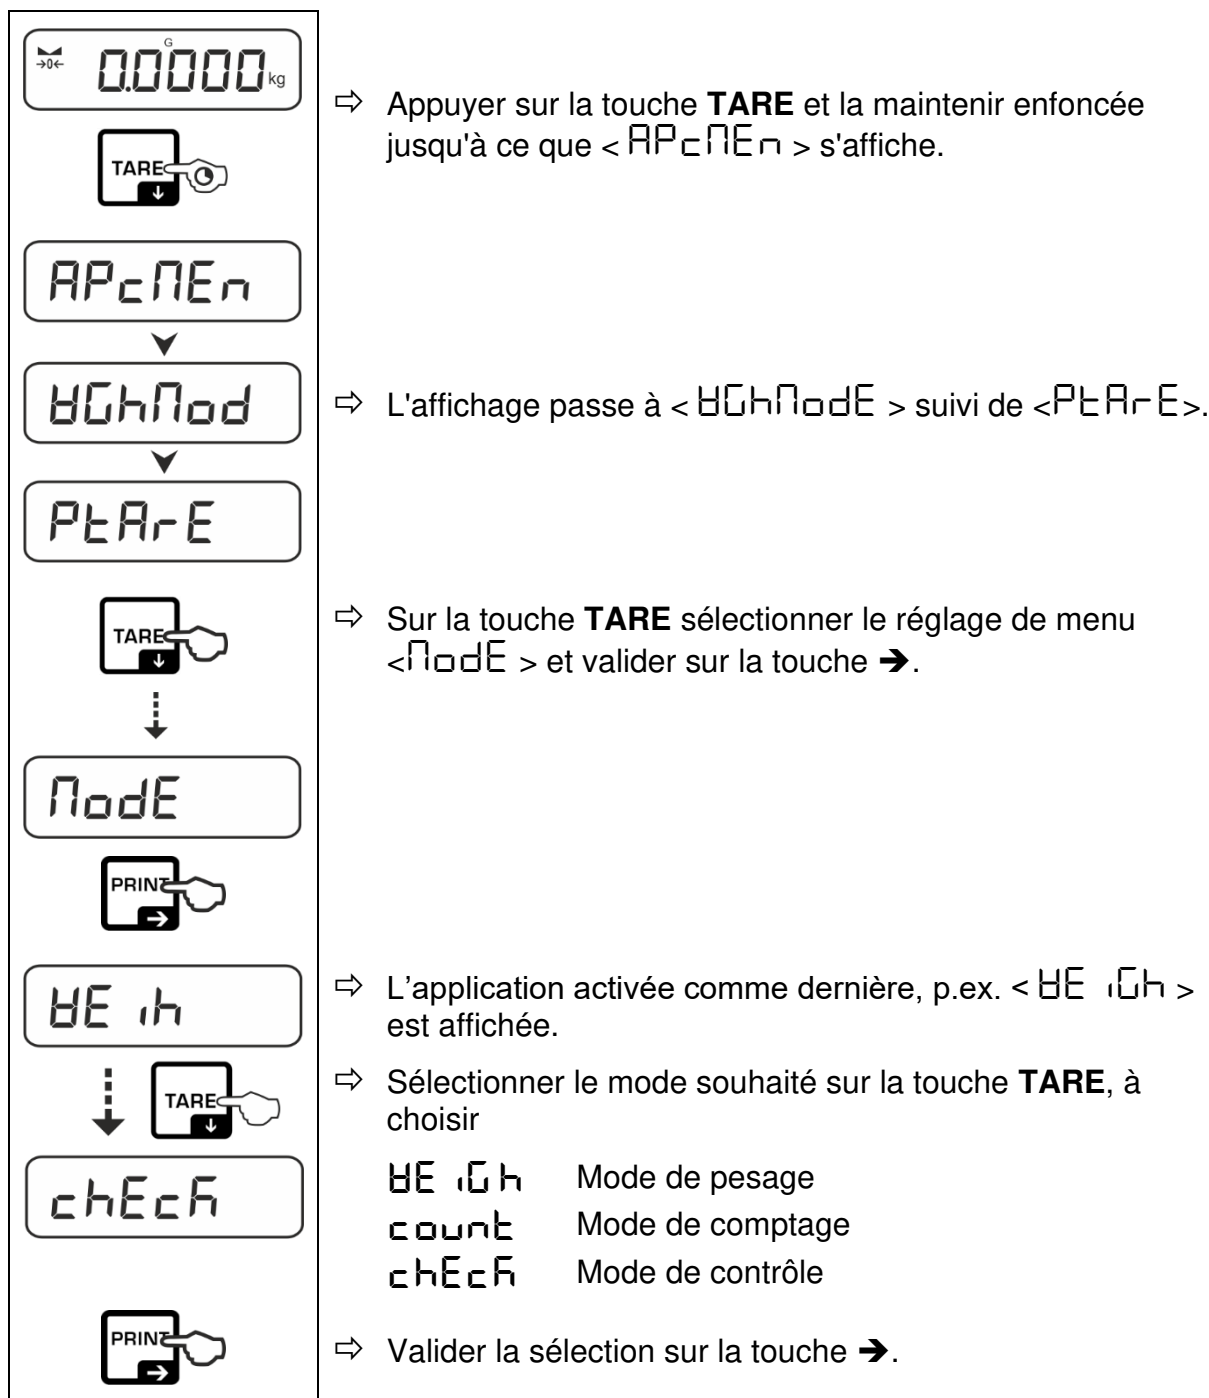 →0← G 0.0000 kg
⇨ Appuyer sur la touche TARE et la maintenir enfoncée
jusqu'à ce que < APcMEn > s'affiche.
TARE
↓
APcMEn
WGhMod
⇨ L'affichage passe à < WGhModE > suivi de <PtArE>.
PtArE
TARE
↓
⇨ Sur la touche TARE sélectionner le réglage de menu
<ModE > et valider sur la touche ➔.
ModE
PRINT
→
WEih
⇨ L’application activée comme dernière, p.ex. < WEiGh >
est affichée.
TARE
↓
⇨ Sélectionner le mode souhaité sur la touche TARE, à
choisir
chEck
WEiGh Mode de pesage
count Mode de comptage
chEck Mode de contrôle
PRINT
→
⇨ Valider la sélection sur la touche ➔.